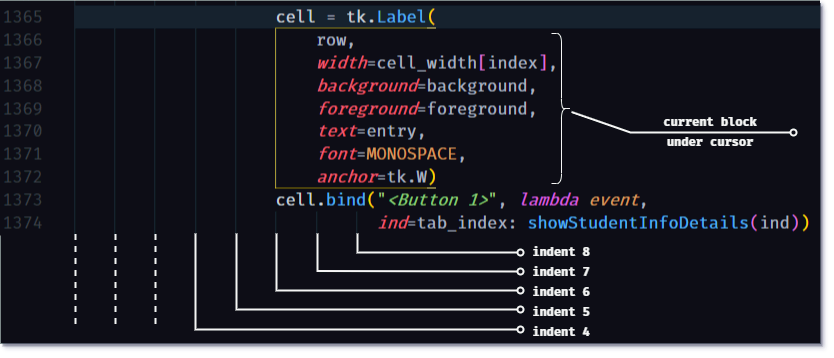 1365 cell = tk.Label(
1366 row,
1367 width=cell_width[index],
1368 background=background,
1369 foreground=foreground,
1370 text=entry,
1371 font=MONOSPACE,
1372 anchor=tk.W)
1373 cell.bind("<Button 1>", lambda event,
1374 ind=tab_index: showStudentInfoDetails(ind))
current block
under cursor
indent 8
indent 7
indent 6
indent 5
indent 4